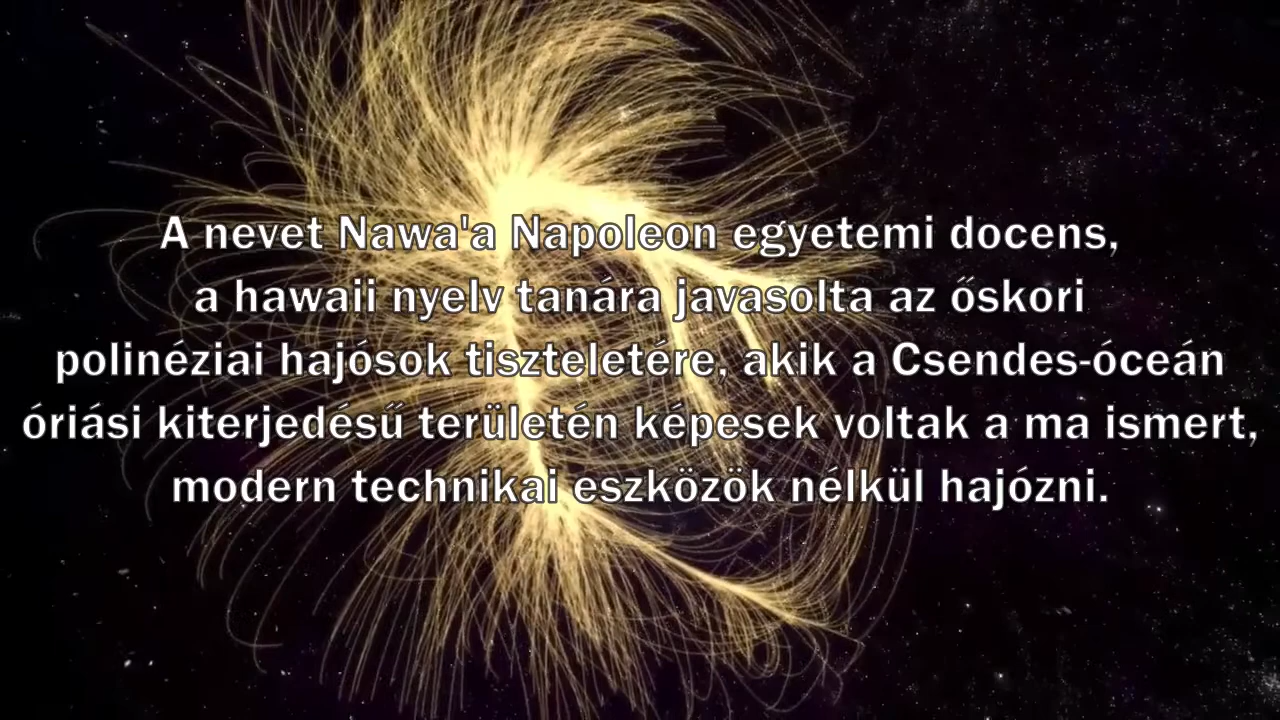 A nevet Nawa'a Napoleon egyetemi docens,
a hawaii nyelv tanára javasolta az őskori
polinéziai hajósok tiszteletére, akik a Csendes-óceán
óriási kiterjedésű területén képesek voltak a ma ismert,
modern technikai eszközök nélkül hajózni.